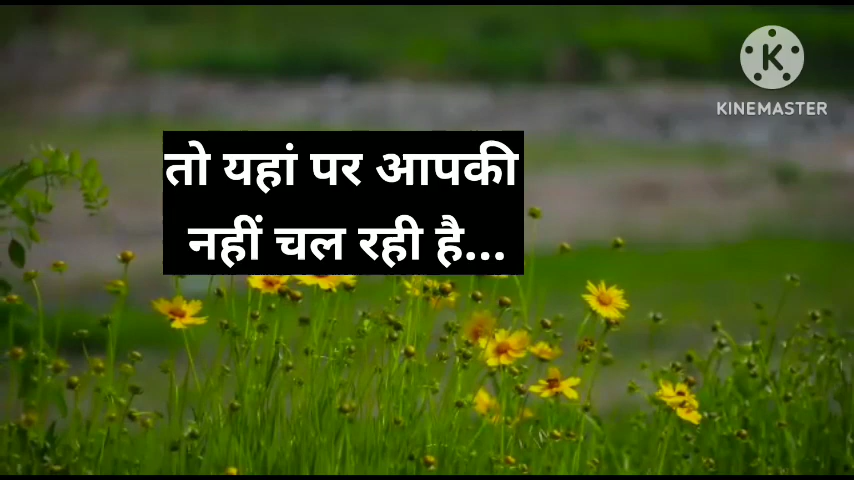 KINEMASTER
तो यहां पर आपकी
नहीं चल रही है...